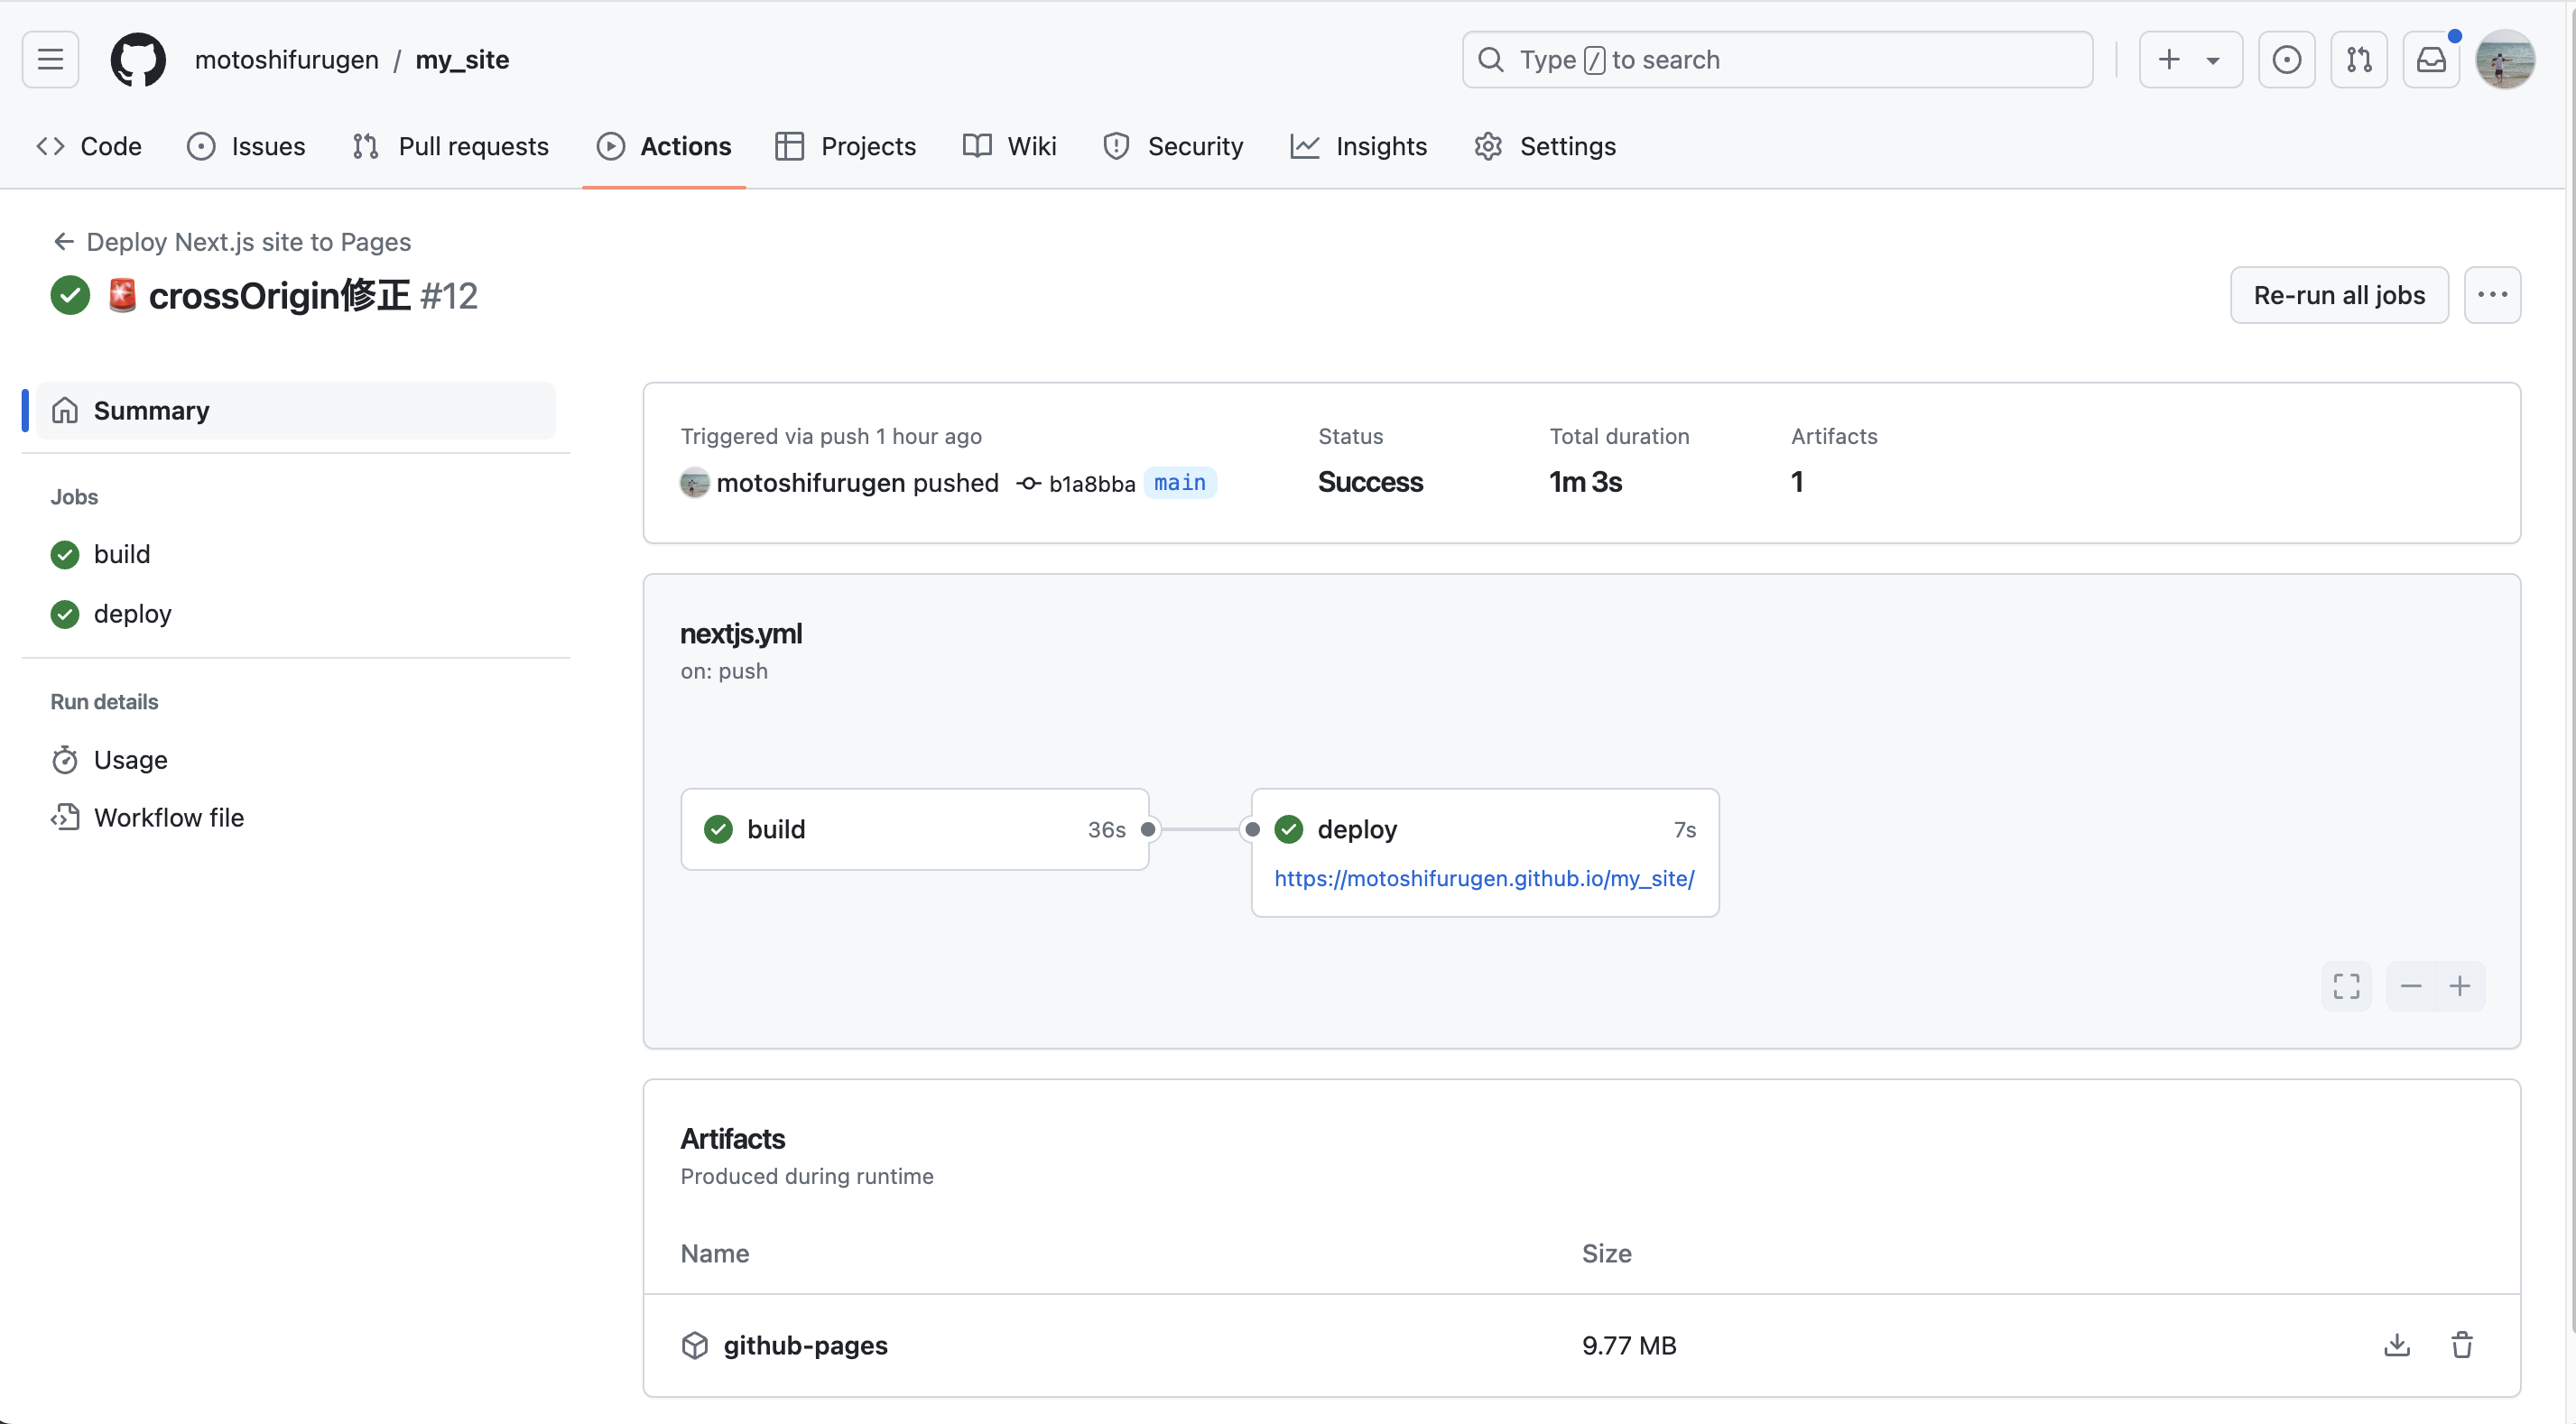 motoshifurugen / my_site
Type / to search
Code Issues Pull requests Actions Projects Wiki Security Insights Settings
Deploy Next.js site to Pages
🚨 crossOrigin修正 #12
Re-run all jobs
Summary
Jobs
build
deploy
Run details
Usage
Workflow file
Triggered via push 1 hour ago
motoshifurugen pushed b1a8bba main
Status
Success
Total duration
1m 3s
Artifacts
1
nextjs.yml
on: push
build 36s
deploy 7s
https://motoshifurugen.github.io/my_site/
Artifacts
Produced during runtime
Name Size
github-pages 9.77 MB